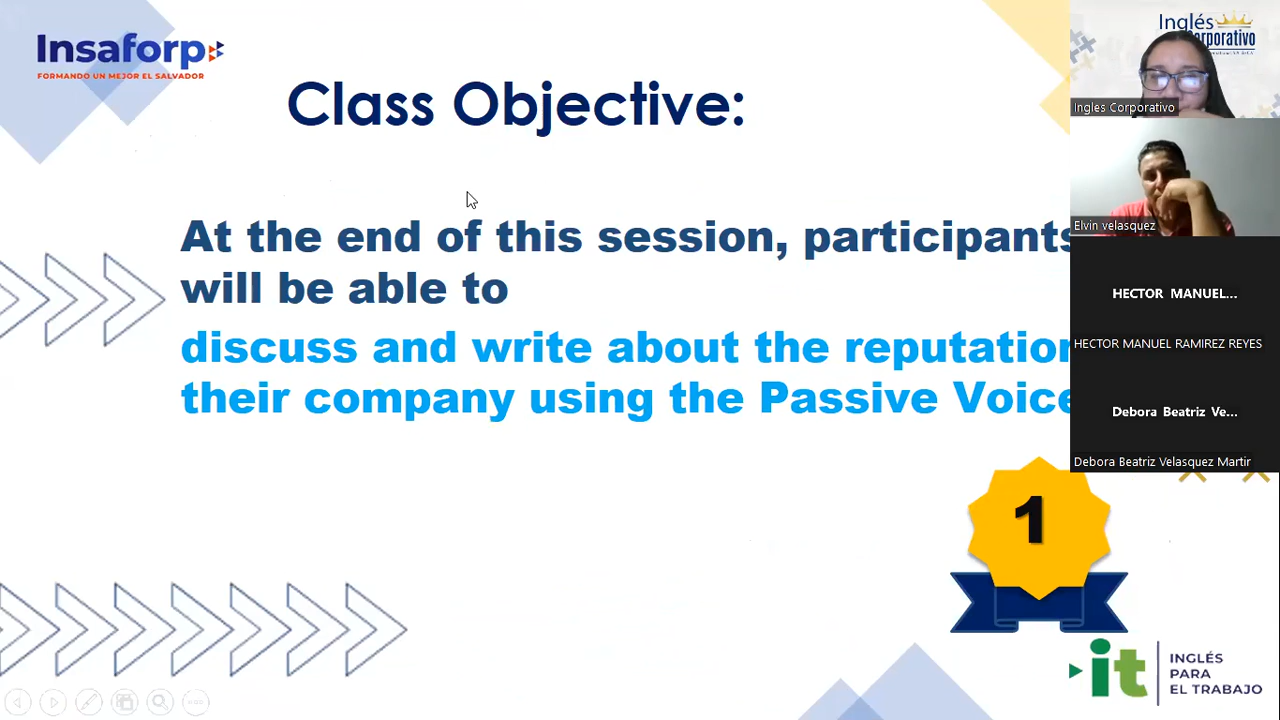 Insaforp
FORMANDO UN MEJOR EL SALVADOR
Class Objective:
At the end of this session, participants
will be able to
discuss and write about the reputation
their company using the Passive Voice
1
Inglés
Corporativo
Ingles Corporativo
Elvin velasquez
HECTOR MANUEL...
HECTOR MANUEL RAMIREZ REYES
Debora Beatriz Ve...
Debora Beatriz Velasquez Martir
it
INGLÉS
PARA
EL TRABAJO